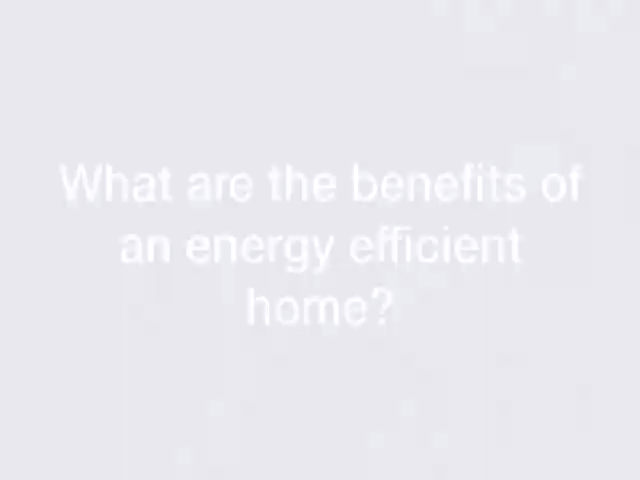 What are the benefits of
an energy efficient
home?